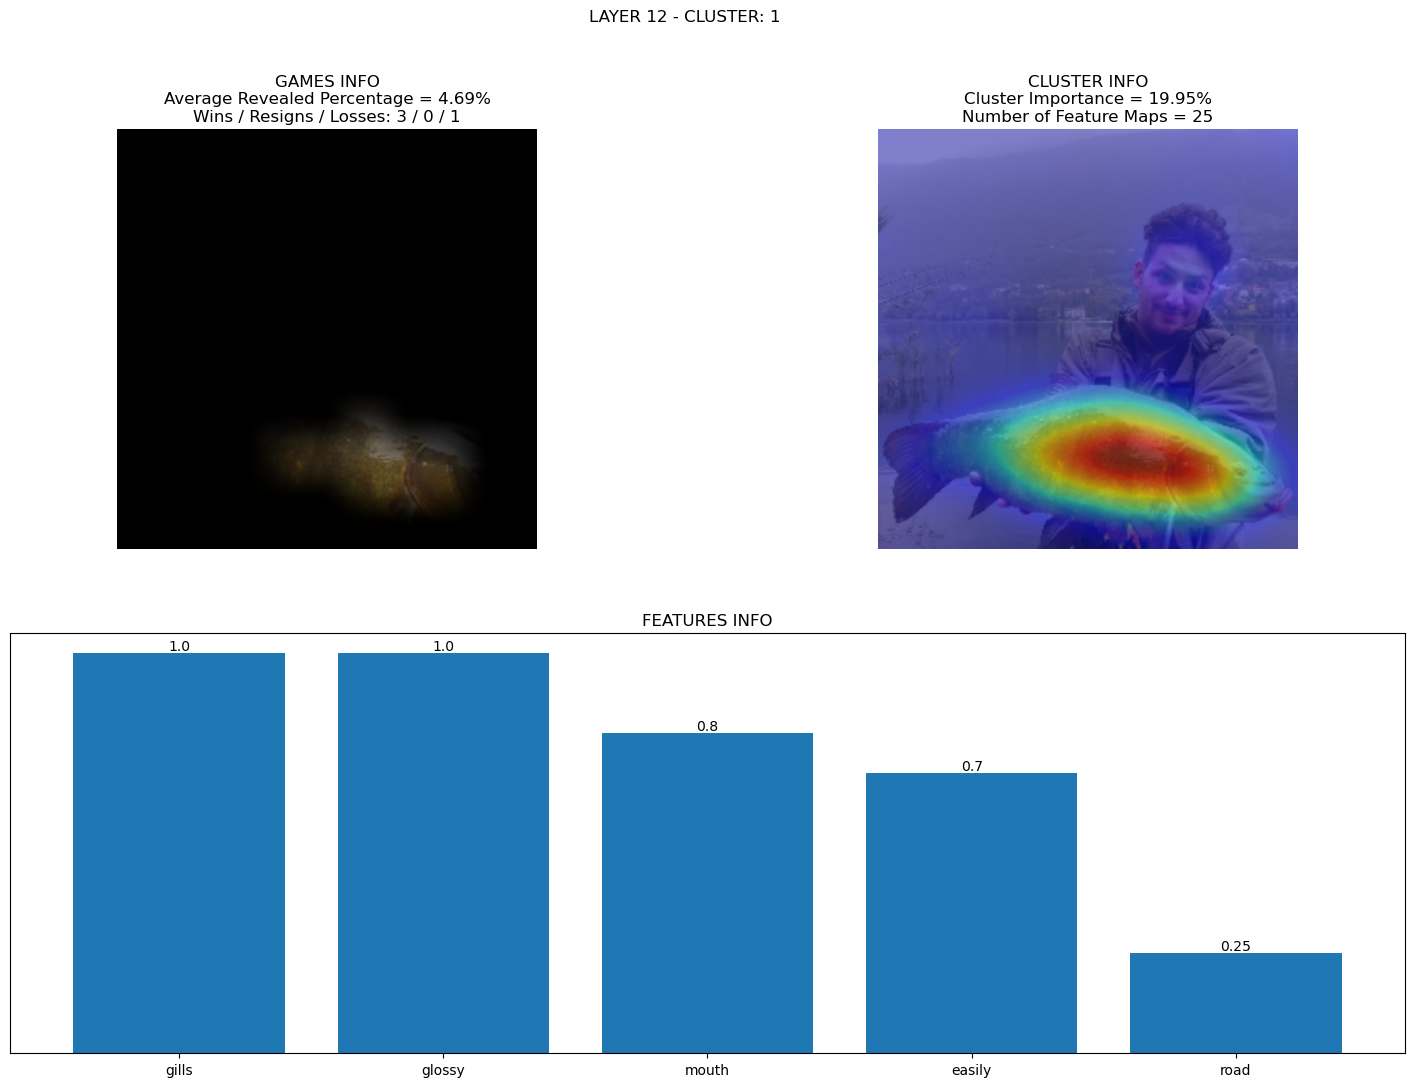 LAYER 12 - CLUSTER: 1
GAMES INFO
Average Revealed Percentage = 4.69%
Wins / Resigns / Losses: 3 / 0 / 1
CLUSTER INFO
Cluster Importance = 19.95%
Number of Feature Maps = 25
FEATURES INFO
1.0
1.0
0.8
0.7
0.25
gills
glossy
mouth
easily
road